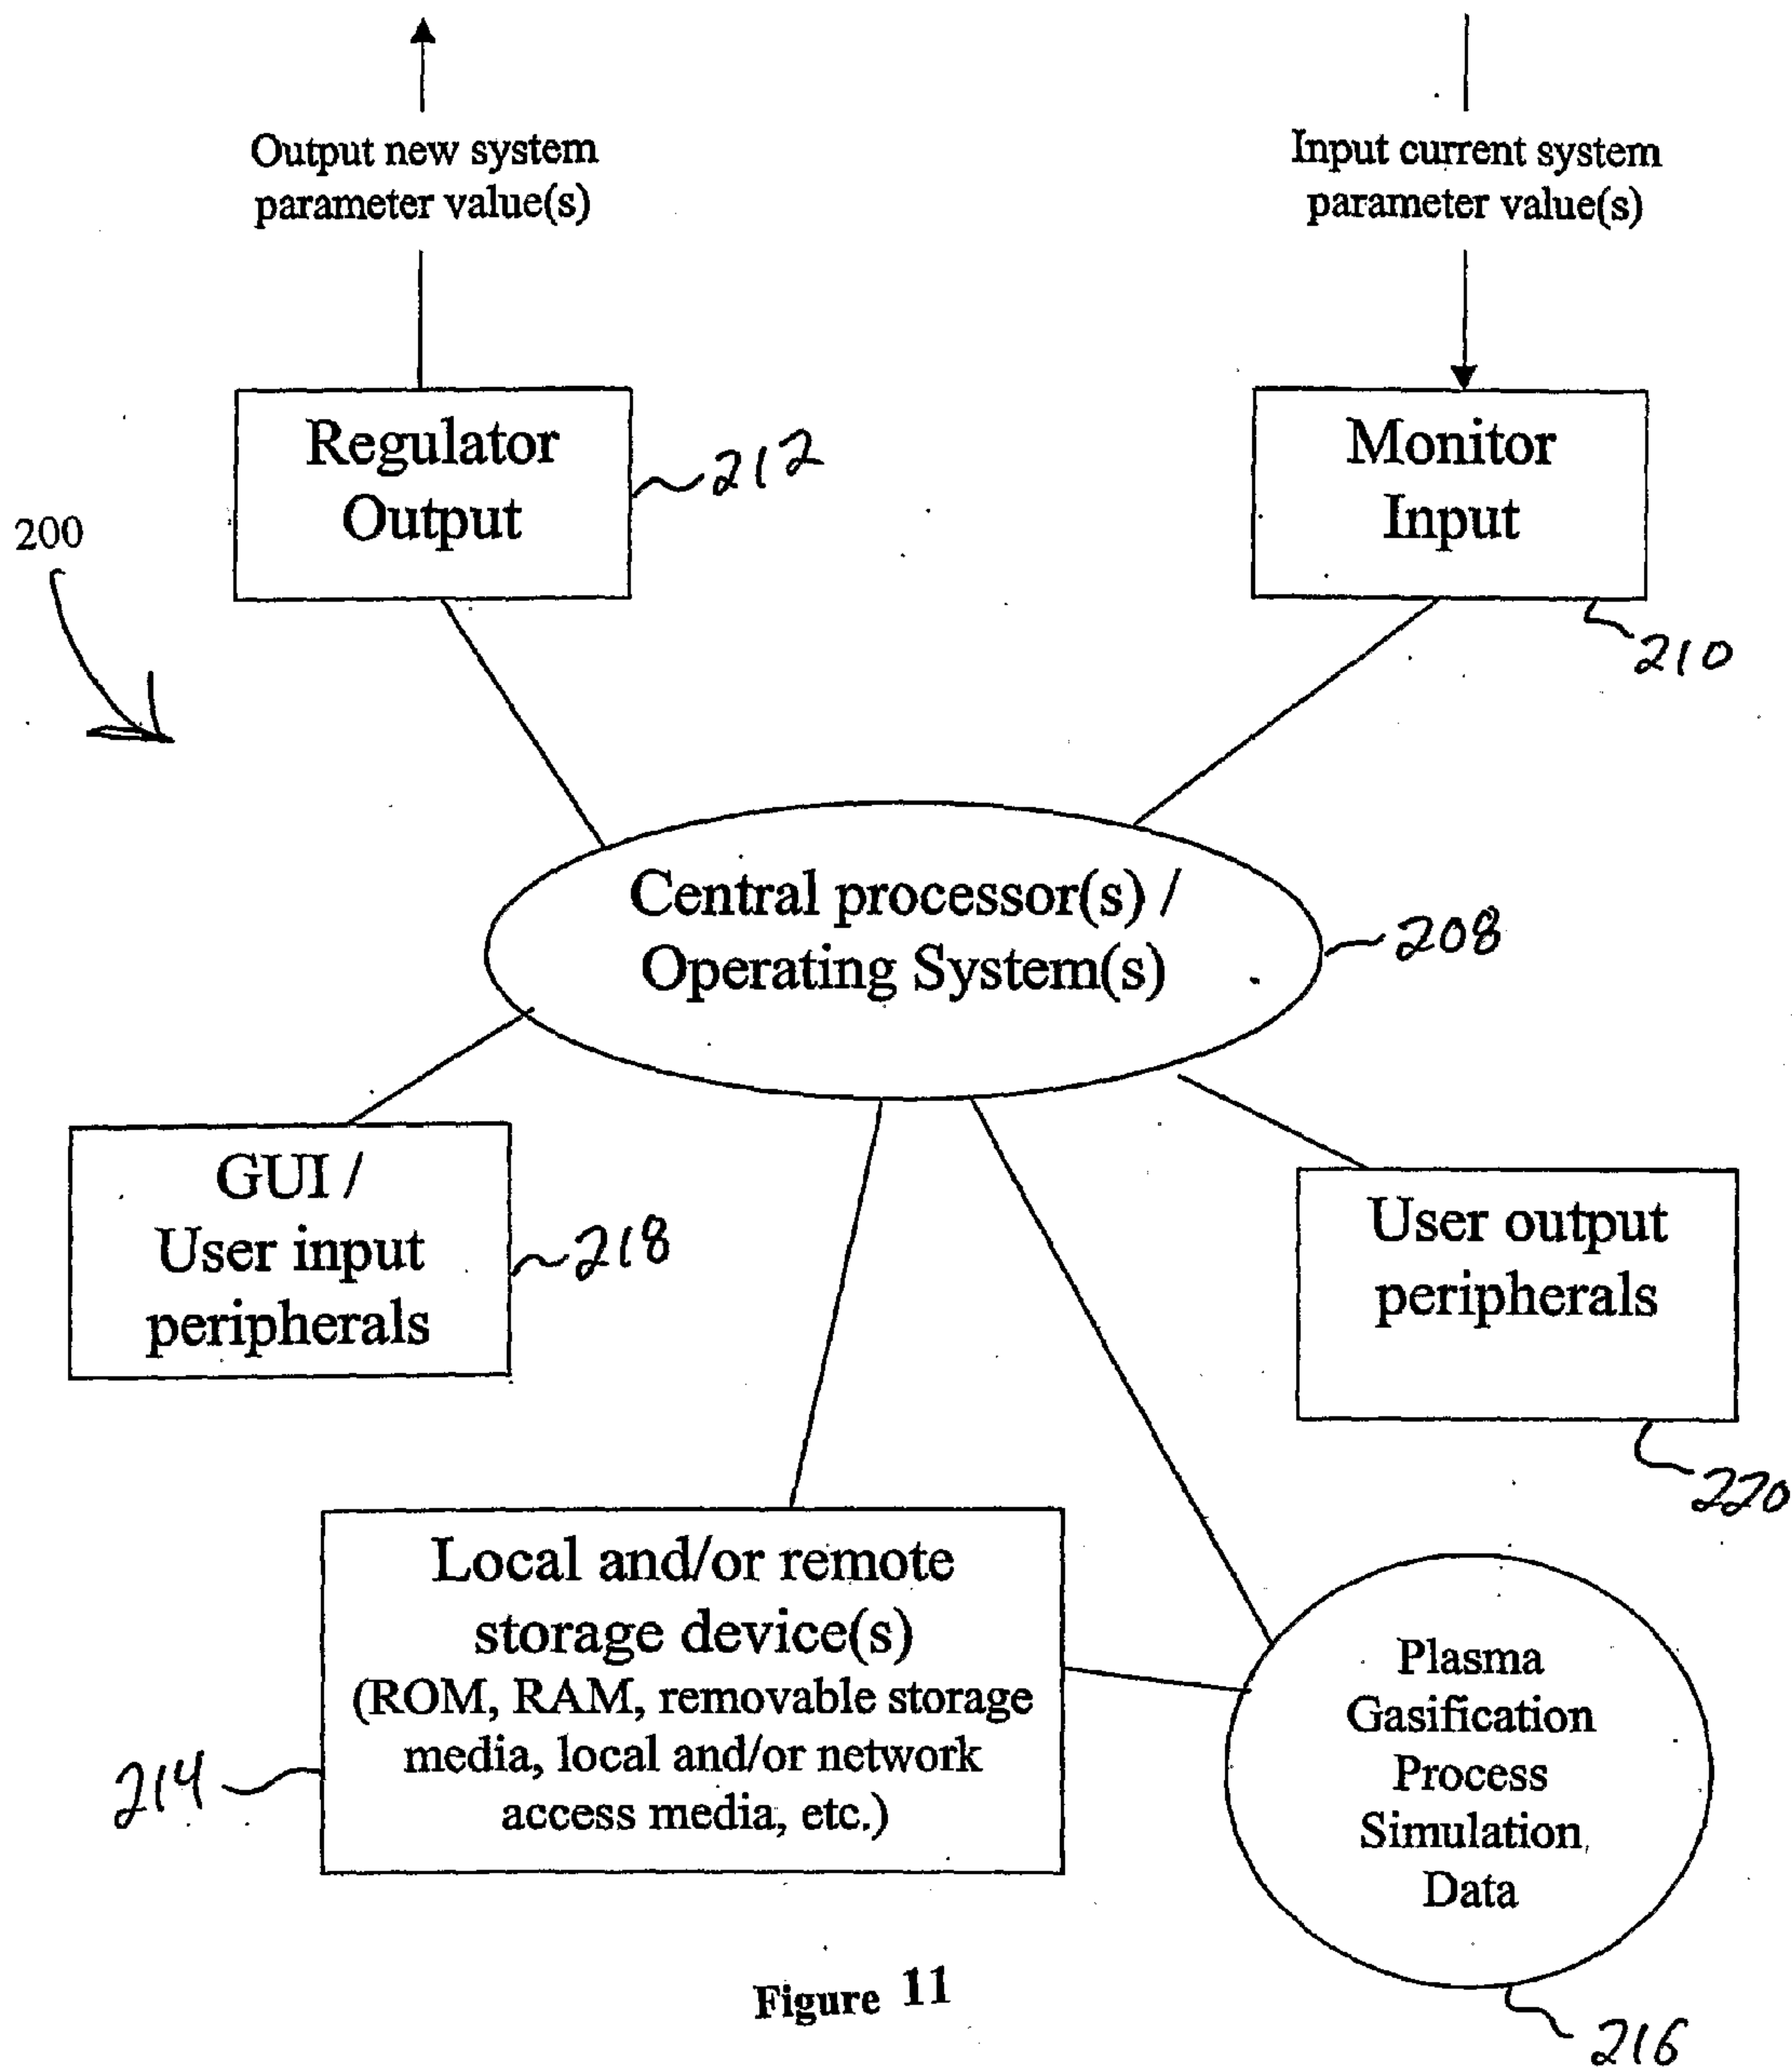 Output new system
parameter value(s)
Input current system
parameter value(s)
Regulator
Output
212
Monitor
Input
210
200
Central processor(s) /
Operating System(s)
208
GUI /
User input
peripherals
218
User output
peripherals
220
Local and/or remote
storage device(s)
(ROM, RAM, removable storage
media, local and/or network
access media, etc.)
214
Plasma
Gasification
Process
Simulation
Data
216
Figure 11